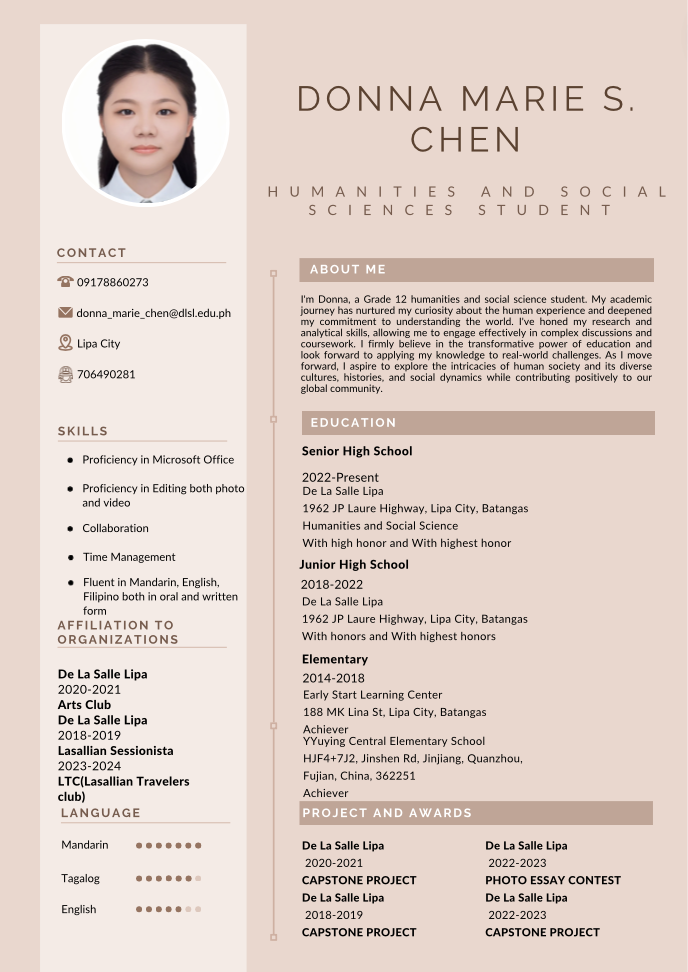 DONNA MARIE S.
CHEN
HUMANITIES AND SOCIAL
SCIENCES STUDENT
CONTACT
09178860273
donna_marie_chen@dlsl.edu.ph
Lipa City
706490281
SKILLS
Proficiency in Microsoft Office
Proficiency in Editing both photo
and video
Collaboration
Time Management
Fluent in Mandarin, English,
Filipino both in oral and written
form
AFFILIATION TO
ORGANIZATIONS
De La Salle Lipa
2020-2021
Arts Club
De La Salle Lipa
2018-2019
Lasallian Sessionista
2023-2024
LTC(Lasallian Travelers
club)
LANGUAGE
Mandarin
Tagalog
English
ABOUT ME
I'm Donna, a Grade 12 humanities and social science student. My academic
journey has nurtured my curiosity about the human experience and deepened
my commitment to understanding the world. I've honed my research and
analytical skills, allowing me to engage effectively in complex discussions and
coursework. I firmly believe in the transformative power of education and
look forward to applying my knowledge to real-world challenges. As I move
forward, I aspire to explore the intricacies of human society and its diverse
cultures, histories, and social dynamics while contributing positively to our
global community.
EDUCATION
Senior High School
2022-Present
De La Salle Lipa
1962 JP Laure Highway, Lipa City, Batangas
Humanities and Social Science
With high honor and With highest honor
Junior High School
2018-2022
De La Salle Lipa
1962 JP Laure Highway, Lipa City, Batangas
With honors and With highest honors
Elementary
2014-2018
Early Start Learning Center
188 MK Lina St, Lipa City, Batangas
Achiever
YYuying Central Elementary School
HJF4+7J2, Jinshen Rd, Jinjiang, Quanzhou,
Fujian, China, 362251
Achiever
PROJECT AND AWARDS
De La Salle Lipa
2020-2021
CAPSTONE PROJECT
De La Salle Lipa
2018-2019
CAPSTONE PROJECT
De La Salle Lipa
2022-2023
PHOTO ESSAY CONTEST
De La Salle Lipa
2022-2023
CAPSTONE PROJECT